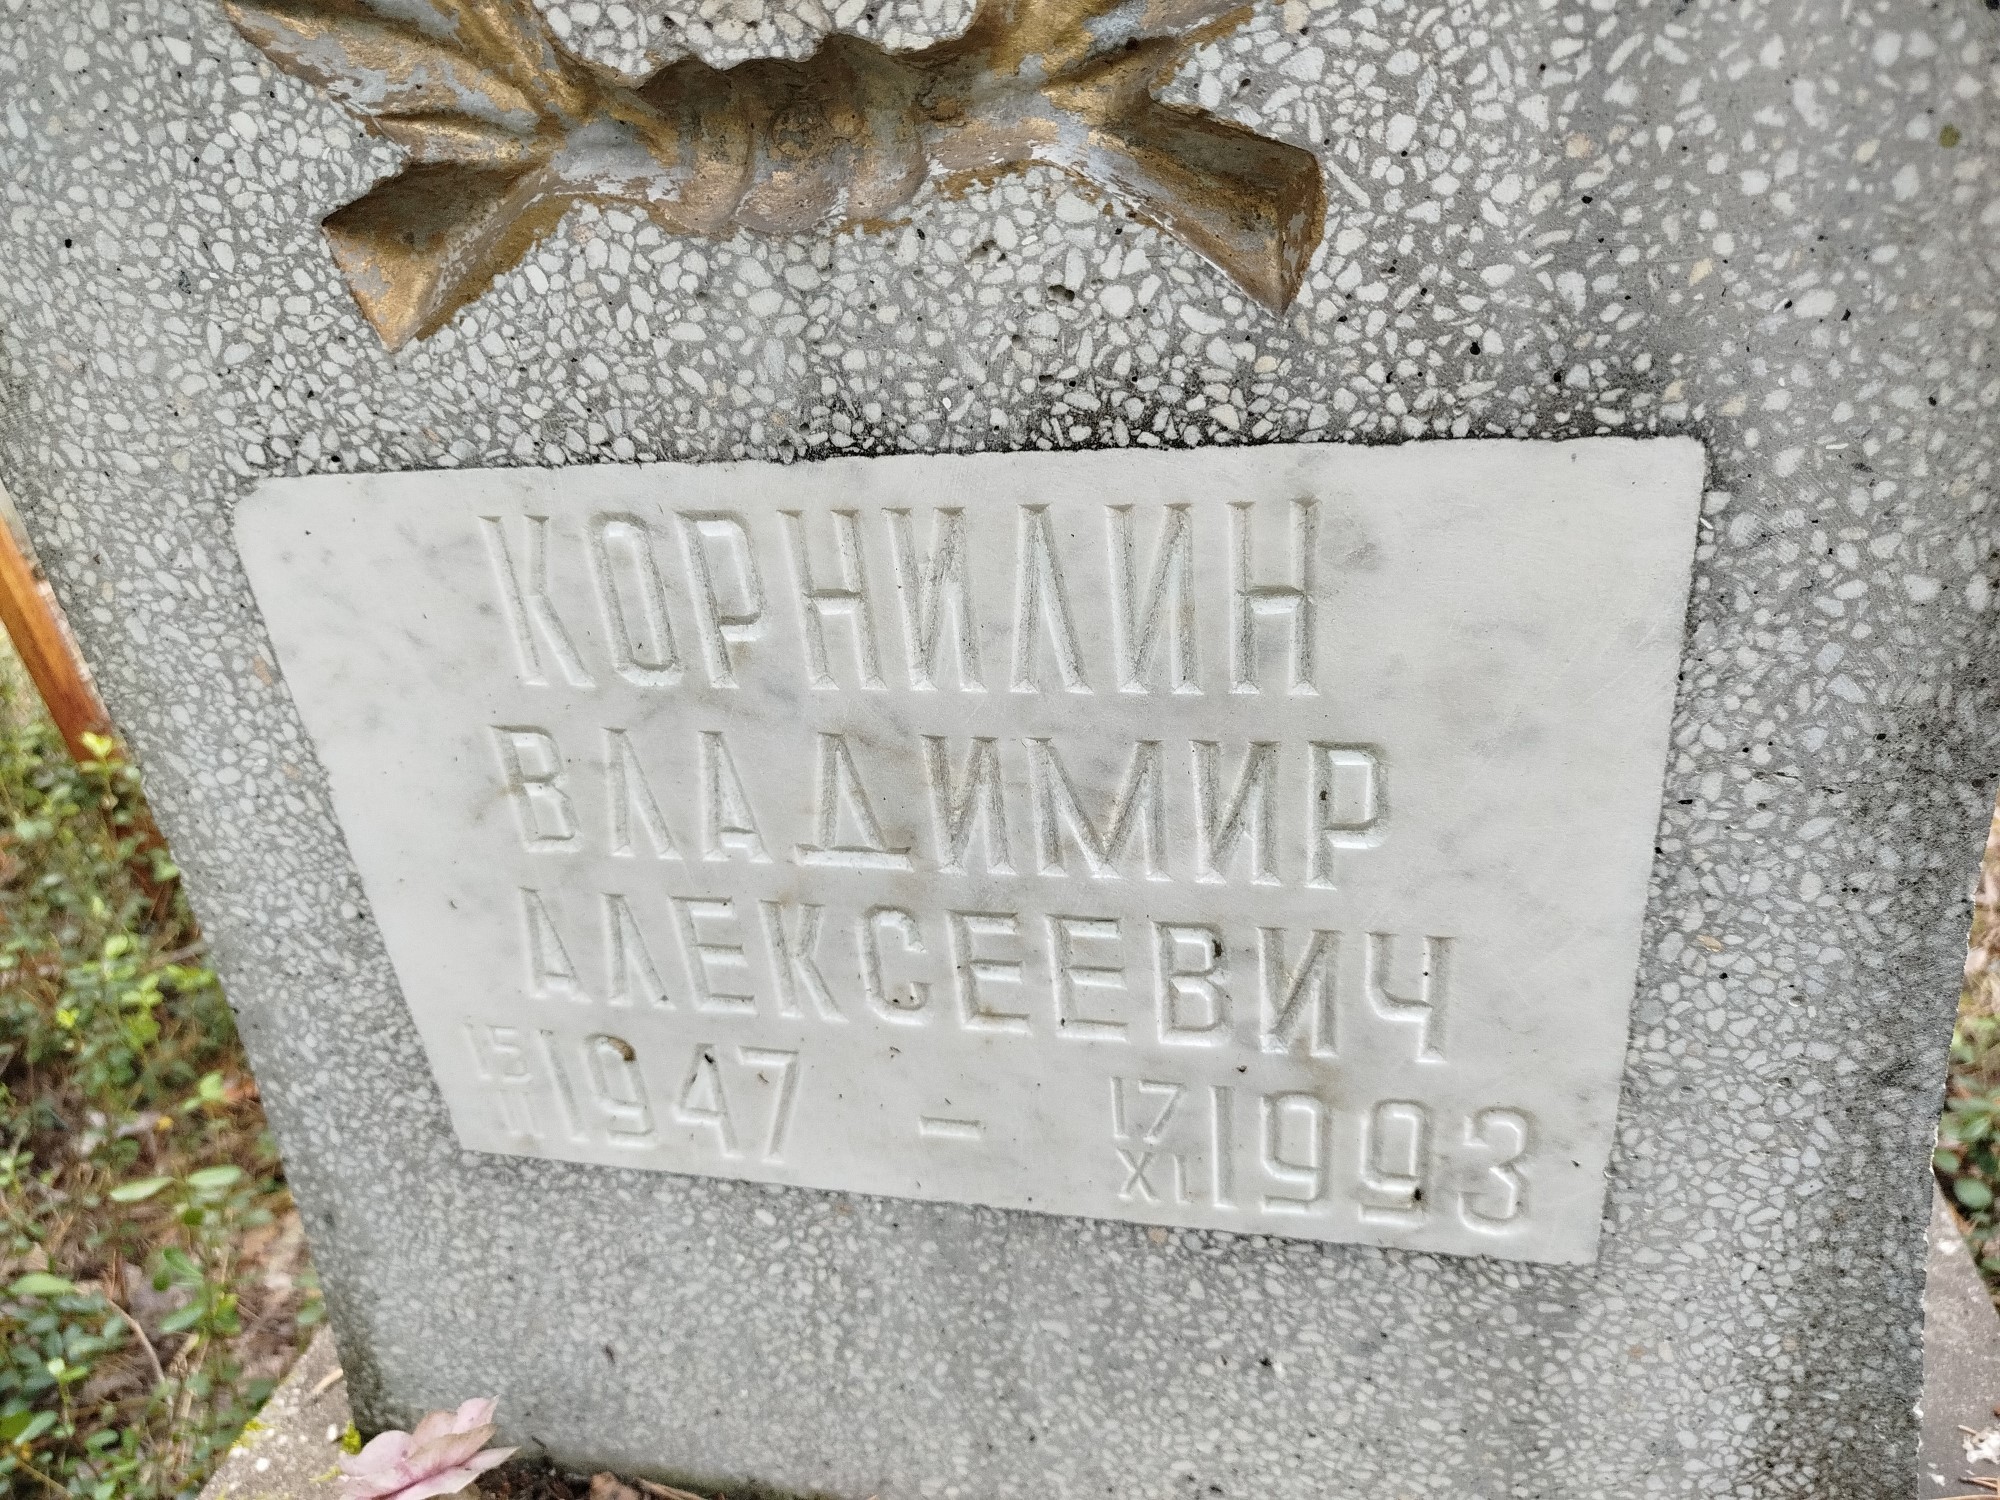 КОРНИЛИН
ВЛАДИМИР
АЛЕКСЕЕВИЧ
15 II 1947 – 17 XI 1993